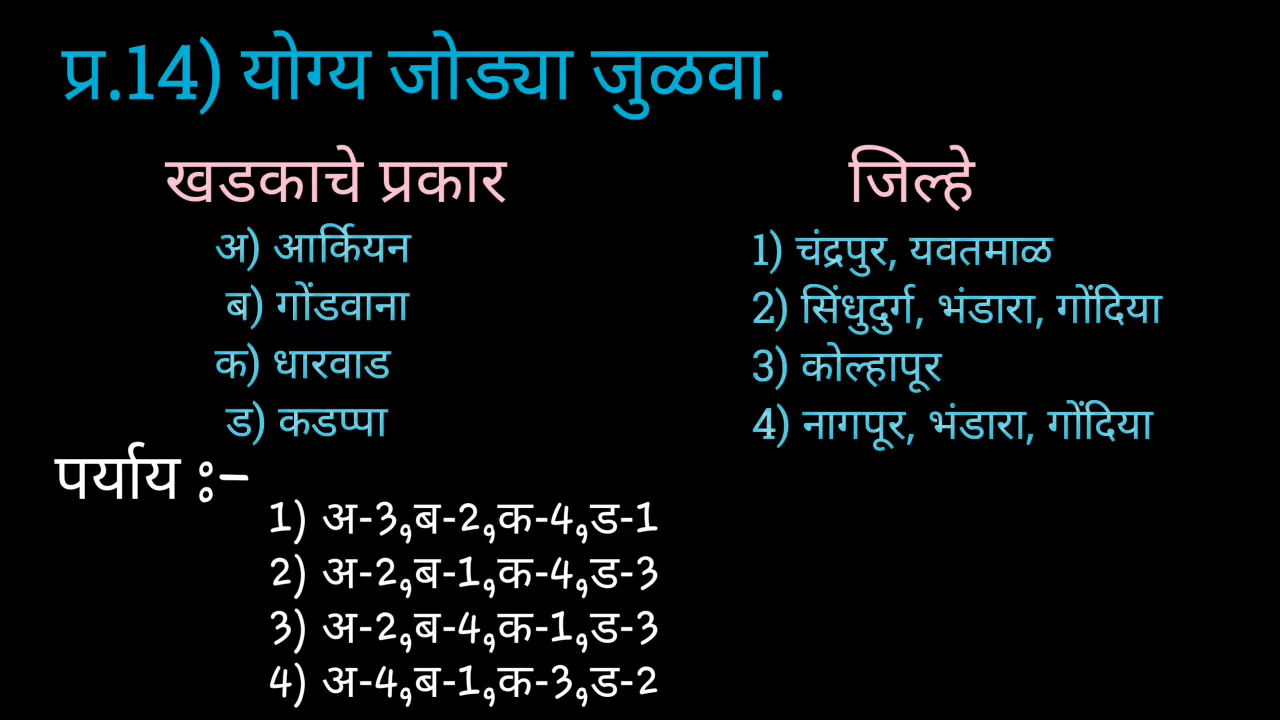 प्र.14) योग्य जोड्या जुळवा.
खडकाचे प्रकार जिल्हे
अ) आर्कियन 1) चंद्रपुर, यवतमाळ
ब) गोंडवाना 2) सिंधुदुर्ग, भंडारा, गोंदिया
क) धारवाड 3) कोल्हापूर
ड) कडप्पा 4) नागपूर, भंडारा, गोंदिया
पर्याय :-
1) अ-3,ब-2,क-4,ड-1
2) अ-2,ब-1,क-4,ड-3
3) अ-2,ब-4,क-1,ड-3
4) अ-4,ब-1,क-3,ड-2